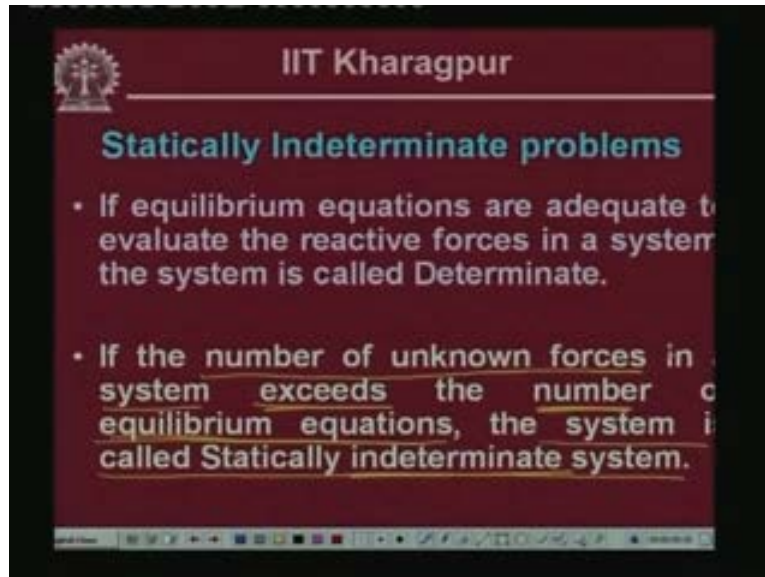 IIT Kharagpur
Statically Indeterminate problems
• If equilibrium equations are adequate
evaluate the reactive forces in a system
the system is called Determinate.
• If the number of unknown forces in
system exceeds the number
equilibrium equations, the system
called Statically indeterminate system.